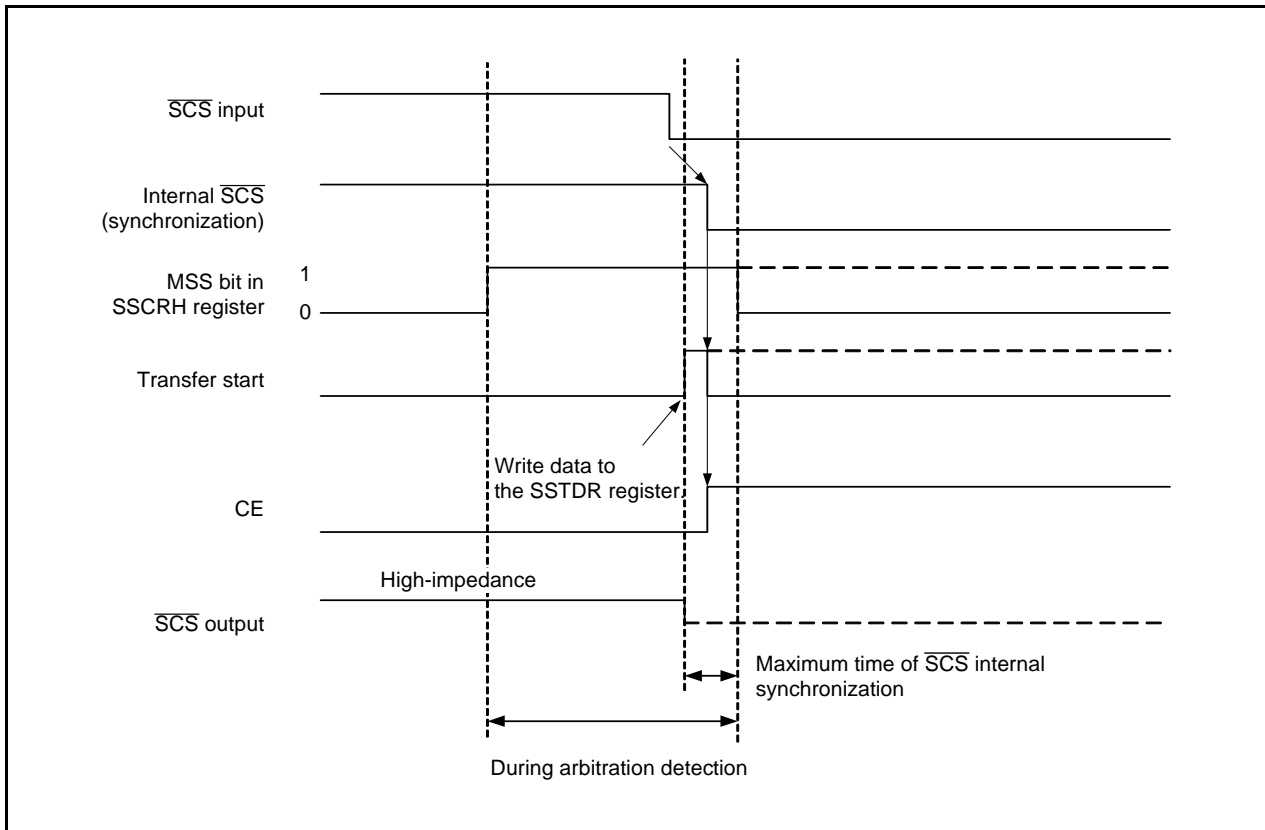 SCS input
Internal SCS
(synchronization)
MSS bit in
SSCRH register
1
0
Transfer start
Write data to
the SSTDR register.
CE
High-impedance
SCS output
Maximum time of SCS internal
synchronization
During arbitration detection